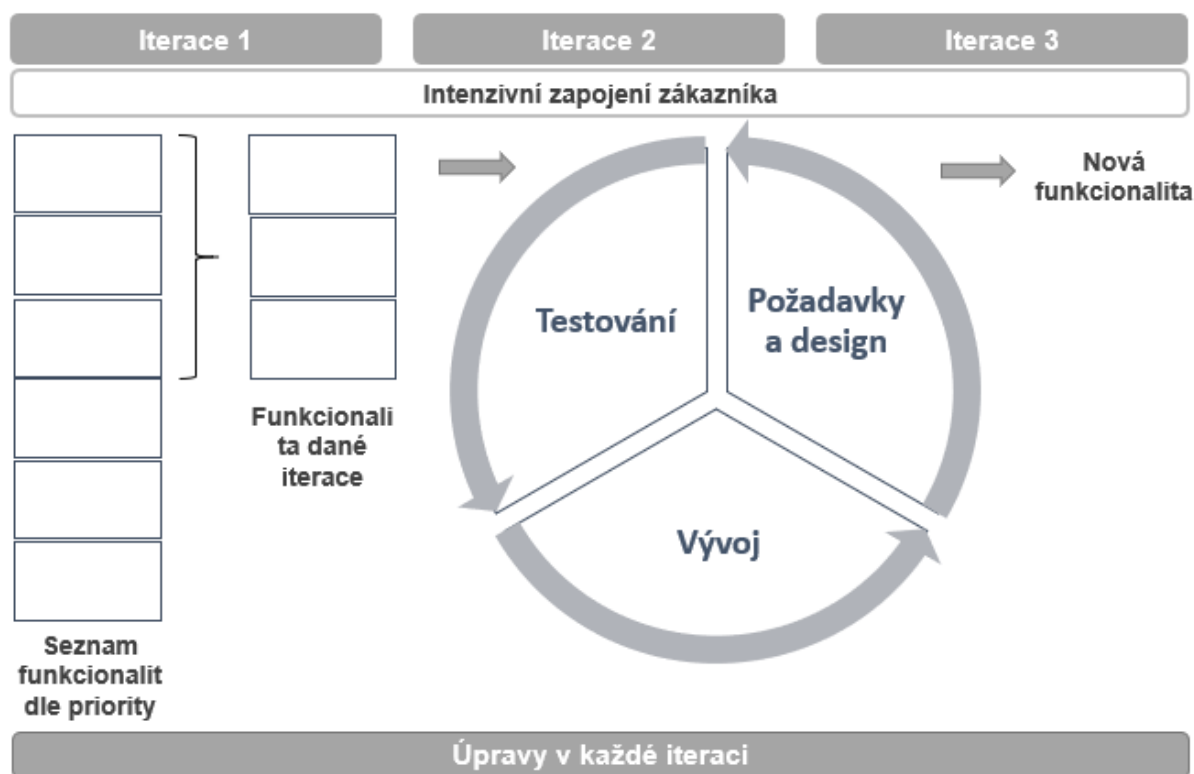 Iterace 1
Iterace 2
Iterace 3
Intenzivní zapojení zákazníka
Nová
funkcionalita
Testování
Požadavky
a design
Funkcionali
ta dané
iterace
Vývoj
Seznam
funkcionalit
dle priority
Úpravy v každé iteraci